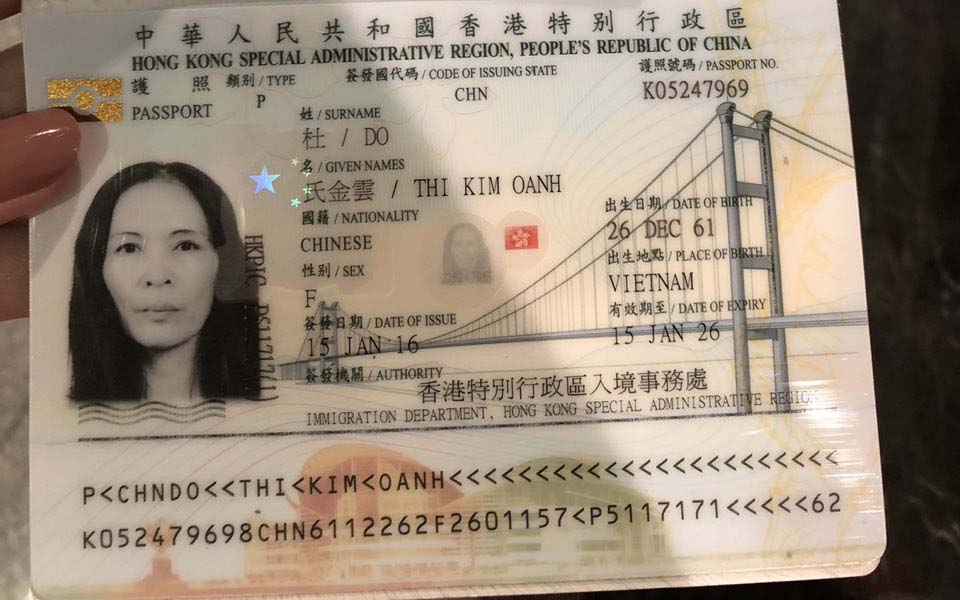 中華人民共和國香港特別行政區
HONG KONG SPECIAL ADMINISTRATIVE REGION, PEOPLE'S REPUBLIC OF CHINA
護照 類別 / TYPE 簽發國代碼 / CODE OF ISSUING STATE 護照號碼 / PASSPORT NO.
PASSPORT P CHN K05247969
姓 / SURNAME
杜 / DO
名 / GIVEN NAMES
氏金雲 / THI KIM OANH
國籍 / NATIONALITY 出生日期 / DATE OF BIRTH
CHINESE 26 DEC 61
性別 / SEX 出生地點 / PLACE OF BIRTH
F VIETNAM
簽發日期 / DATE OF ISSUE 有效期至 / DATE OF EXPIRY
15 JAN 16 15 JAN 26
簽發機關 / AUTHORITY
香港特別行政區入境事務處
IMMIGRATION DEPARTMENT, HONG KONG SPECIAL ADMINISTRATIVE REGION
P<CHNDO<<THI<KIM<OANH<<<<<<<<<<<<<<<<<<<<<<<
K052479698CHN6112262F2601157<P5117171<<<<<62